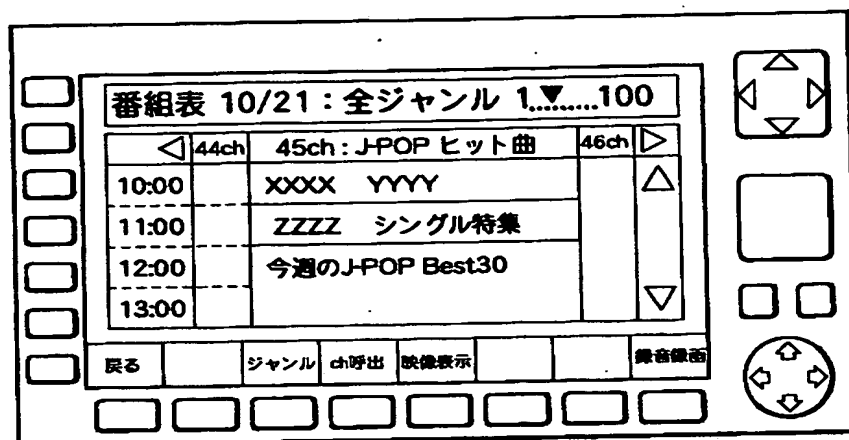 番組表 10/21：全ジャンル 1..▼......100
◁ 44ch 45ch：J-POP ヒット曲 46ch ▷
10:00 XXXX YYYY △
11:00 ZZZZ シングル特集
12:00 今週のJ-POP Best30
13:00 ▽
戻る ジャンル ch呼出 映像表示 録音録画